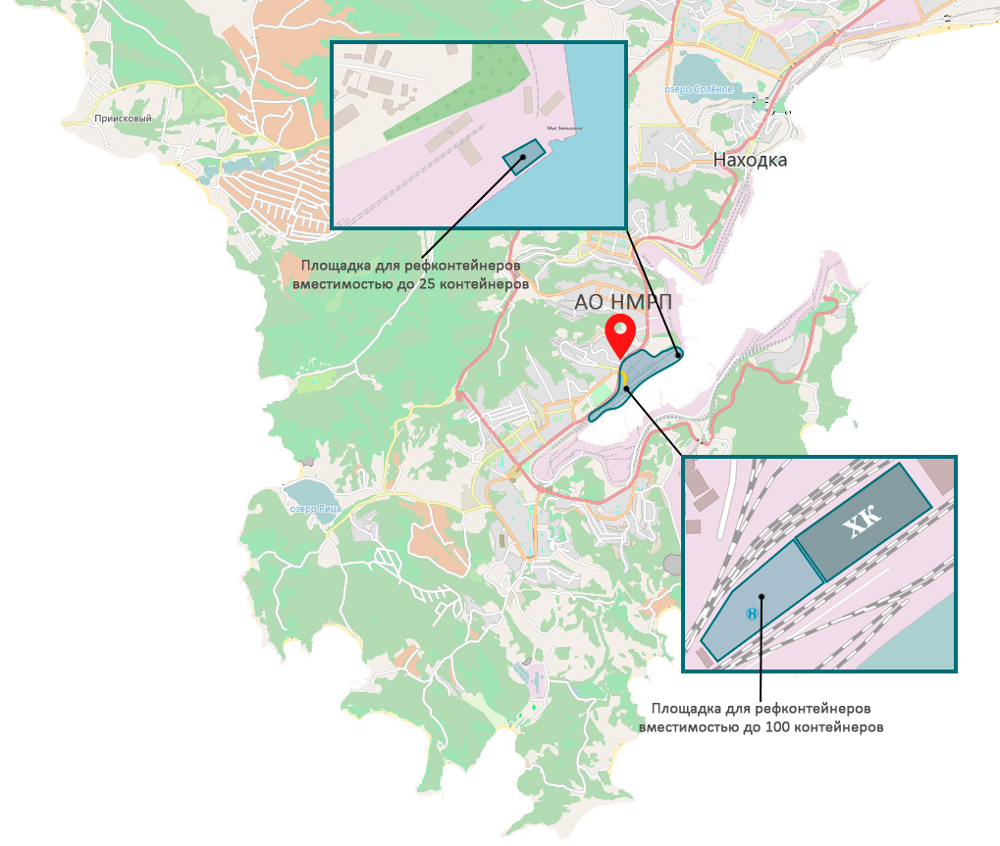 озеро Солёное
Приисковый
Мыс Баньшина
Находка
Площадка для рефконтейнеров
вместимостью до 25 контейнеров
АО НМРП
озеро Рица
ХК
Н
Площадка для рефконтейнеров
вместимостью до 100 контейнеров